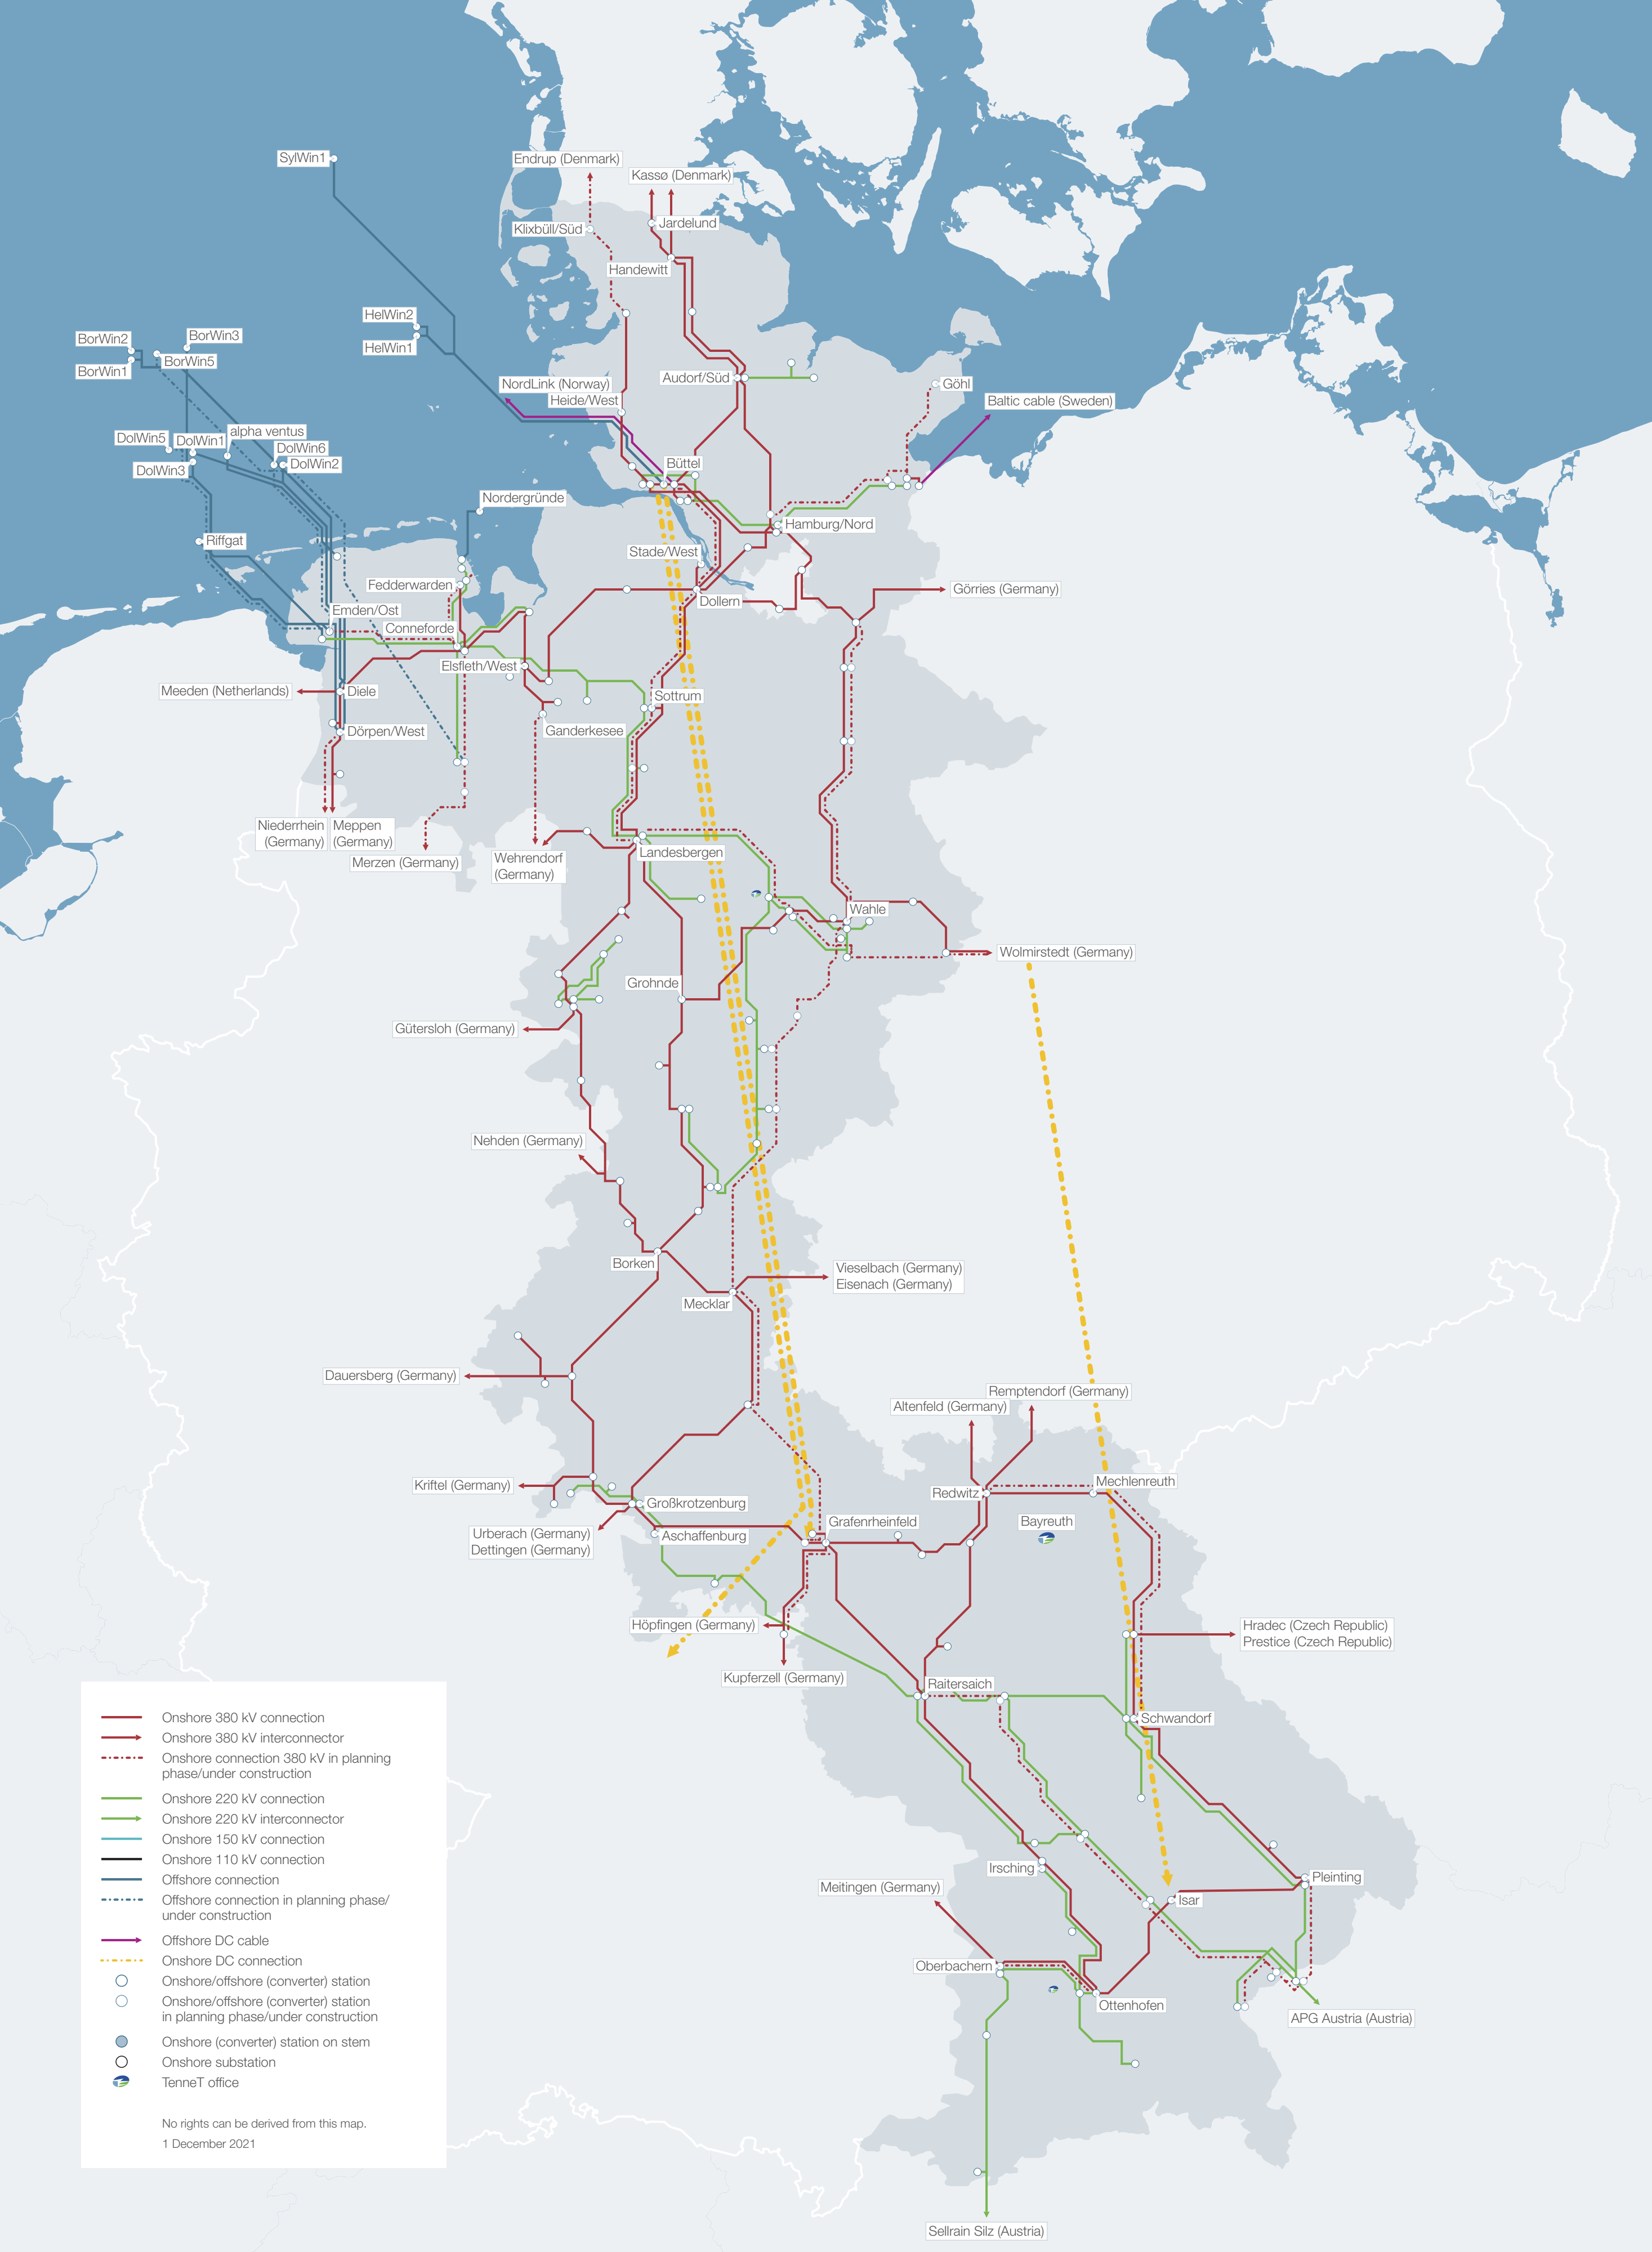 SylWin1
Endrup (Denmark)
Kassø (Denmark)
Klixbüll/Süd
Jardelund
Handewitt
HelWin2
HelWin1
BorWin2
BorWin3
BorWin1
BorWin5
NordLink (Norway)
Heide/West
Audorf/Süd
Göhl
Baltic cable (Sweden)
DolWin5
DolWin1
alpha ventus
DolWin6
DolWin3
DolWin2
Büttel
Nordergründe
Hamburg/Nord
Riffgat
Stade/West
Fedderwarden
Görries (Germany)
Dollern
Emden/Ost
Conneforde
Elsfleth/West
Meeden (Netherlands)
Diele
Sottrum
Dörpen/West
Ganderkesee
Niederrhein
(Germany)
Meppen
(Germany)
Merzen (Germany)
Wehrendorf
(Germany)
Landesbergen
Wahle
Wolmirstedt (Germany)
Grohnde
Gütersloh (Germany)
Nehden (Germany)
Borken
Vieselbach (Germany)
Eisenach (Germany)
Mecklar
Dauersberg (Germany)
Remptendorf (Germany)
Altenfeld (Germany)
Kriftel (Germany)
Redwitz
Mechlenreuth
Großkrotzenburg
Urberach (Germany)
Dettingen (Germany)
Aschaffenburg
Grafenrheinfeld
Bayreuth
Höpfingen (Germany)
Hradec (Czech Republic)
Prestice (Czech Republic)
Kupferzell (Germany)
Raitersaich
Schwandorf
Irsching
Pleinting
Meitingen (Germany)
Isar
Oberbachern
Ottenhofen
APG Austria (Austria)
Sellrain Silz (Austria)
Onshore 380 kV connection
Onshore 380 kV interconnector
Onshore connection 380 kV in planning
phase/under construction
Onshore 220 kV connection
Onshore 220 kV interconnector
Onshore 150 kV connection
Onshore 110 kV connection
Offshore connection
Offshore connection in planning phase/
under construction
Offshore DC cable
Onshore DC connection
Onshore/offshore (converter) station
Onshore/offshore (converter) station
in planning phase/under construction
Onshore (converter) station on stem
Onshore substation
TenneT office
No rights can be derived from this map.
1 December 2021